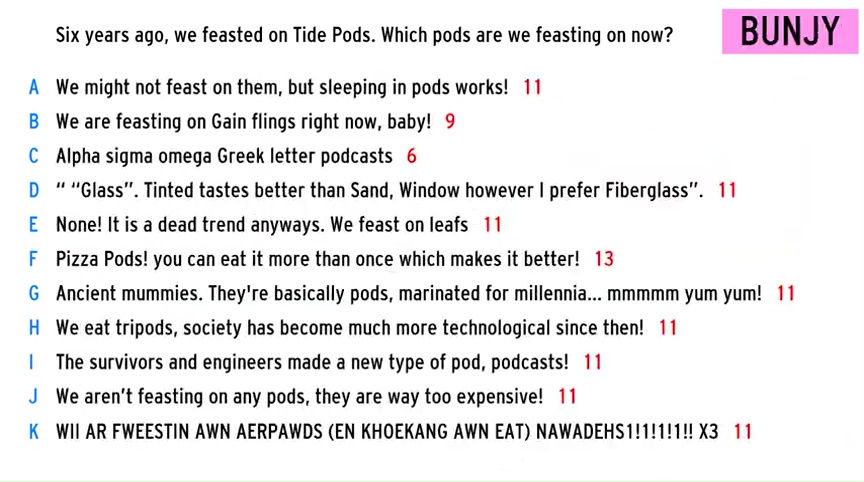 Six years ago, we feasted on Tide Pods. Which pods are we feasting on now?
BUNJY
A We might not feast on them, but sleeping in pods works! 11
B We are feasting on Gain flings right now, baby! 9
C Alpha sigma omega Greek letter podcasts 6
D “ “Glass”. Tinted tastes better than Sand, Window however I prefer Fiberglass”. 11
E None! It is a dead trend anyways. We feast on leafs 11
F Pizza Pods! you can eat it more than once which makes it better! 13
G Ancient mummies. They're basically pods, marinated for millennia... mmmmm yum yum! 11
H We eat tripods, society has become much more technological since then! 11
I The survivors and engineers made a new type of pod, podcasts! 11
J We aren't feasting on any pods, they are way too expensive! 11
K WII AR FWEESTIN AWN AERPAWDS (EN KHOEKANG AWN EAT) NAWADEHS1!1!1!1!! X3 11